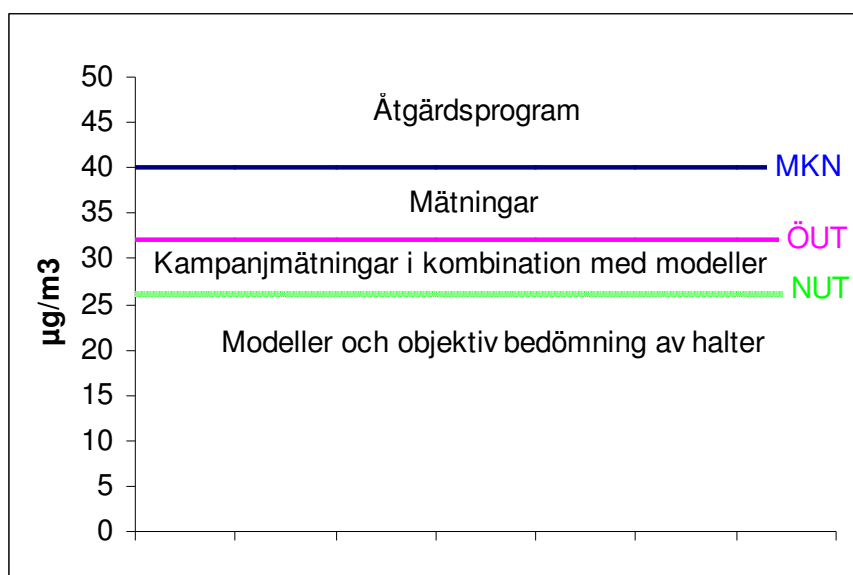 50
Åtgärdsprogram
45
40
MKN
Mätningar
35
ÖUT
30
Kampanjmätningar i kombination med modeller
NUT
25
Modeller och objektiv bedömning av halter
20
15
10
5
0
µg/m3